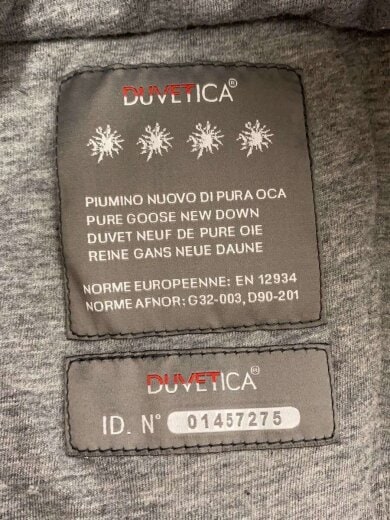 DUVETICA®
PIUMINO NUOVO DI PURA OCA
PURE GOOSE NEW DOWN
DUVET NEUF DE PURE OIE
REINE GANS NEUE DAUNE
NORME EUROPEENNE: EN 12934
NORME AFNOR: G32-003, D90-201
DUVETICA®
ID. N° 01457275